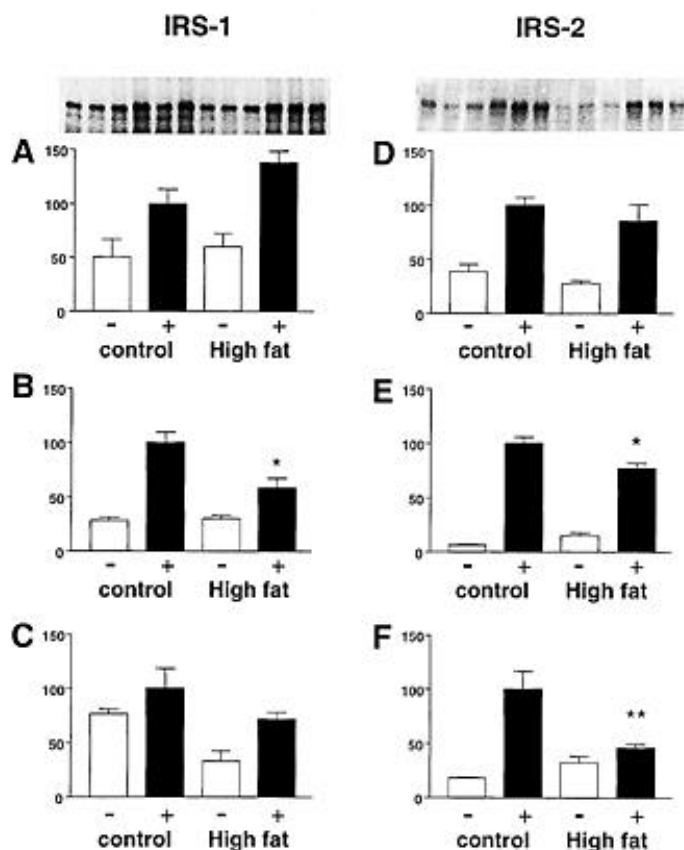 IRS-1 IRS-2
A
150
100
50
0
- + - +
control High fat
D
150
100
50
0
- + - +
control High fat
B
150
100
50
0
*
- + - +
control High fat
E
150
100
50
0
*
- + - +
control High fat
C
150
100
50
0
- + - +
control High fat
F
150
100
50
0
**
- + - +
control High fat